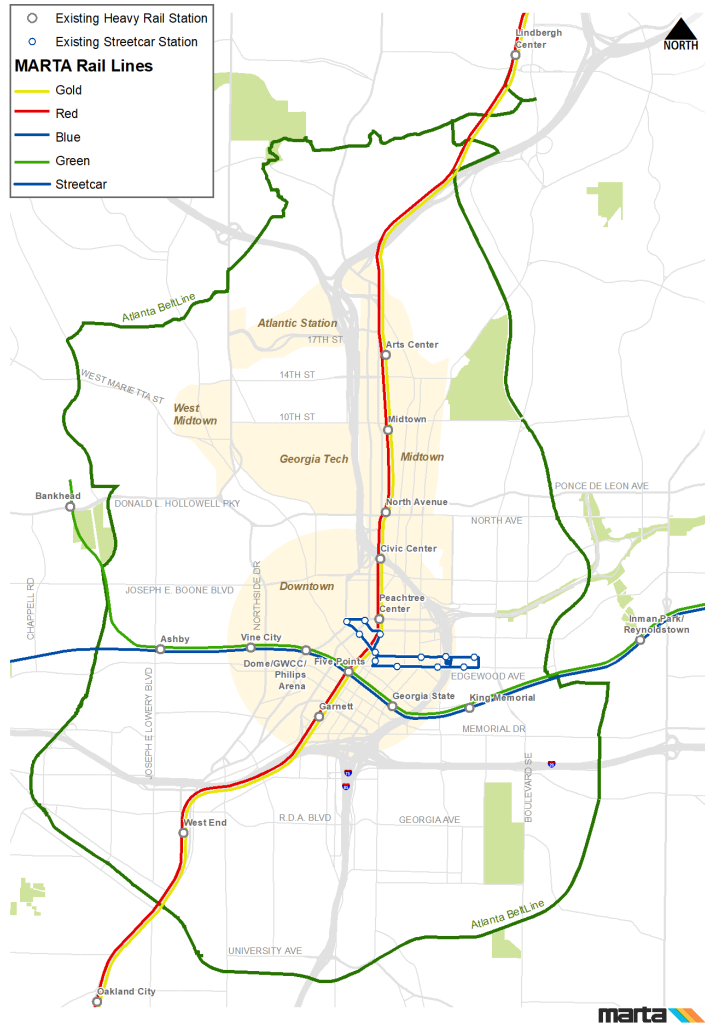 Existing Heavy Rail Station
Existing Streetcar Station
MARTA Rail Lines
Gold
Red
Blue
Green
Streetcar
NORTH
Lindbergh
Center
Atlanta BeltLine
Atlantic Station
17TH ST
Arts Center
14TH ST
WEST MARIETTA ST
West
Midtown
10TH ST
Midtown
Georgia Tech
Midtown
PONCE DE LEON AVE
Bankhead
DONALD L. HOLLOWELL PKY
North Avenue
NORTH AVE
Civic Center
Downtown
JOSEPH E. BOONE BLVD
NORTHSIDE DR
CHAPPELL RD
Peachtree
Center
Inman Park/
Reynoldstown
Ashby
Vine City
Dome/GWCC/
Philips
Arena
Five Points
EDGEWOOD AVE
Georgia State
King Memorial
Garnett
MEMORIAL DR
JOSEPH E LOWERY BLVD
BOULEVARD SE
West End
R.D.A. BLVD
GEORGIA AVE
Atlanta BeltLine
UNIVERSITY AVE
Oakland City
marta